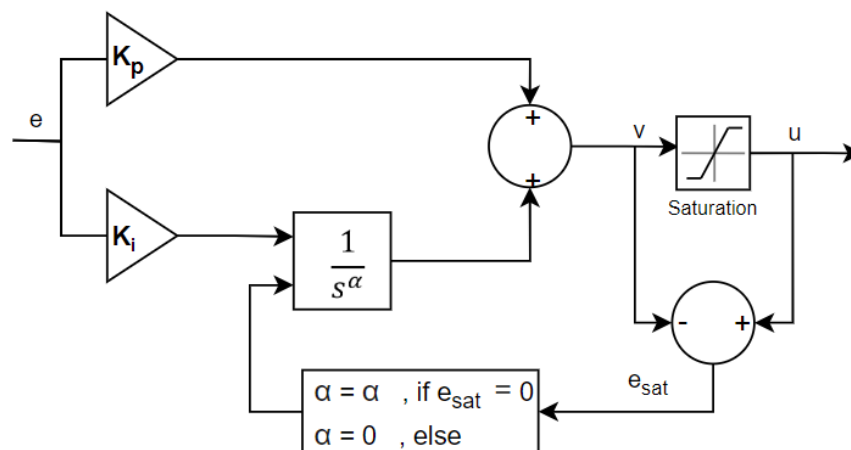 Kp
e
+
v
u
+
Saturation
Ki
1
s^α
-
+
e_sat
α = α , if e_sat = 0
α = 0 , else